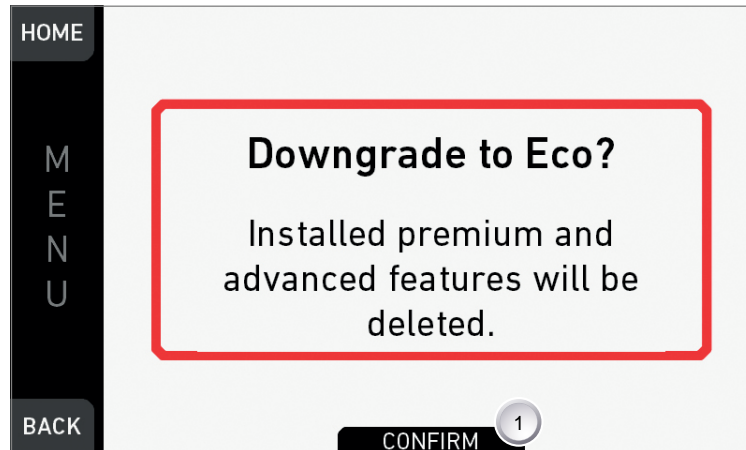 HOME
M
E
N
U
Downgrade to Eco?
Installed premium and
advanced features will be
deleted.
BACK
CONFIRM
1